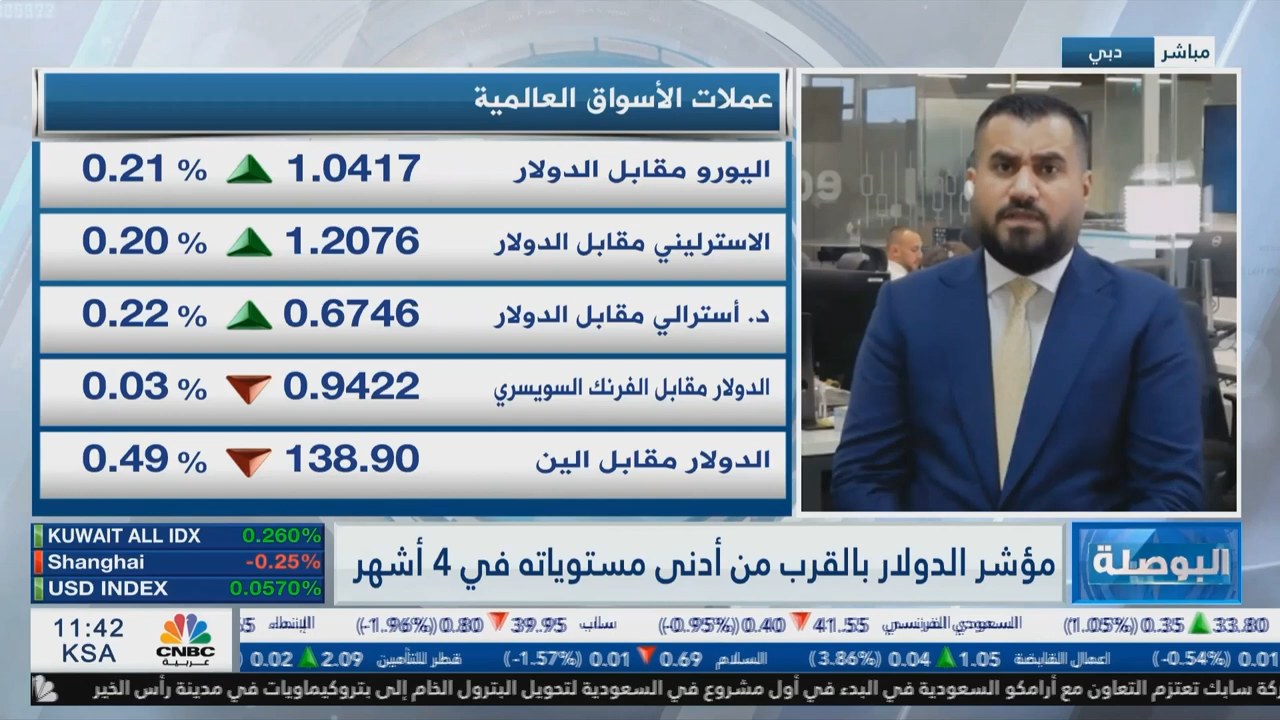 مباشر
دبي
عملات الأسواق العالمية
اليورو مقابل الدولار 1.0417 0.21 %
الاسترليني مقابل الدولار 1.2076 0.20 %
د. أسترالي مقابل الدولار 0.6746 0.22 %
الدولار مقابل الفرنك السويسري 0.9422 0.03 %
الدولار مقابل الين 138.90 0.49 %
البوصلة
مؤشر الدولار بالقرب من أدنى مستوياته في 4 أشهر
KUWAIT ALL IDX 0.260%
Shanghai -0.25%
USD INDEX 0.0570%
11:42
KSA
CNBC
عربية
33.80 0.35 (1.05%) السعودي الفرنسي 41.55 0.40 (-0.95%) ساب 39.95 0.80 (-1.96%)
0.01 (-0.54%) اعمال القابضة 1.05 0.04 (3.86%) السلام 0.69 0.01 (-1.57%) قطر للتأمين 2.09 0.02
كة سابك تعتزم التعاون مع أرامكو السعودية في البدء في أول مشروع في السعودية لتحويل البترول الخام إلى بتروكيماويات في مدينة رأس الخير